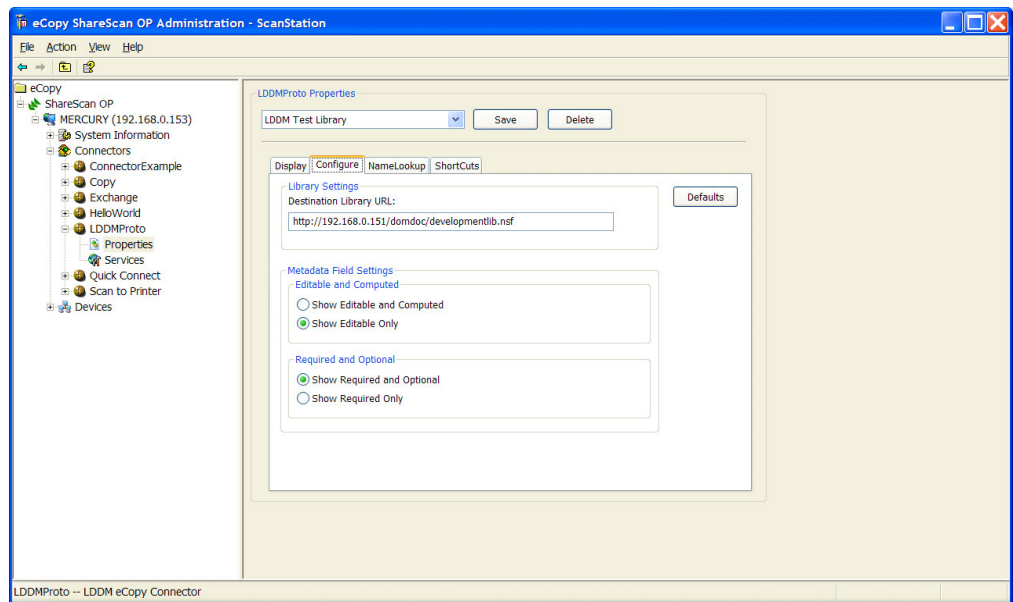 eCopy ShareScan OP Administration - ScanStation
File Action View Help
eCopy
ShareScan OP
MERCURY (192.168.0.153)
System Information
Connectors
ConnectorExample
Copy
Exchange
HelloWorld
LDDMProto
Properties
Services
Quick Connect
Scan to Printer
Devices
LDDMProto Properties
LDDM Test Library Save Delete
Display Configure NameLookup ShortCuts
Library Settings
Defaults
Destination Library URL:
http://192.168.0.151/domdoc/developmentlib.nsf
Metadata Field Settings
Editable and Computed
Show Editable and Computed
Show Editable Only
Required and Optional
Show Required and Optional
Show Required Only
LDDMProto -- LDDM eCopy Connector